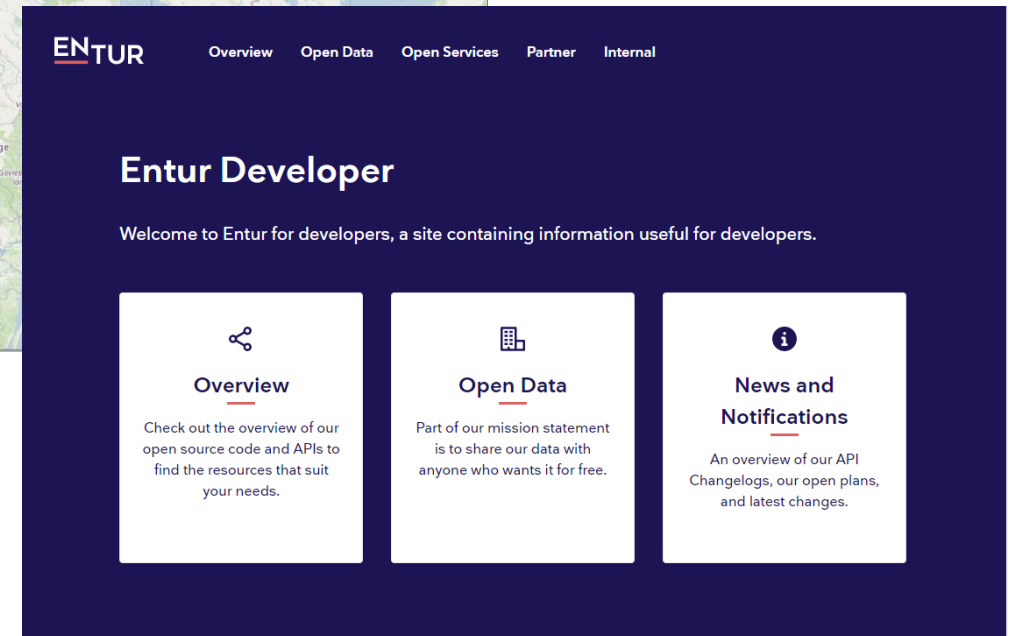 ENTUR
Overview Open Data Open Services Partner Internal
Entur Developer
Welcome to Entur for developers, a site containing information useful for developers.
Overview
Check out the overview of our
open source code and APIs to
find the resources that suit
your needs.
Open Data
Part of our mission statement
is to share our data with
anyone who wants it for free.
News and
Notifications
An overview of our API
Changelogs, our open plans,
and latest changes.